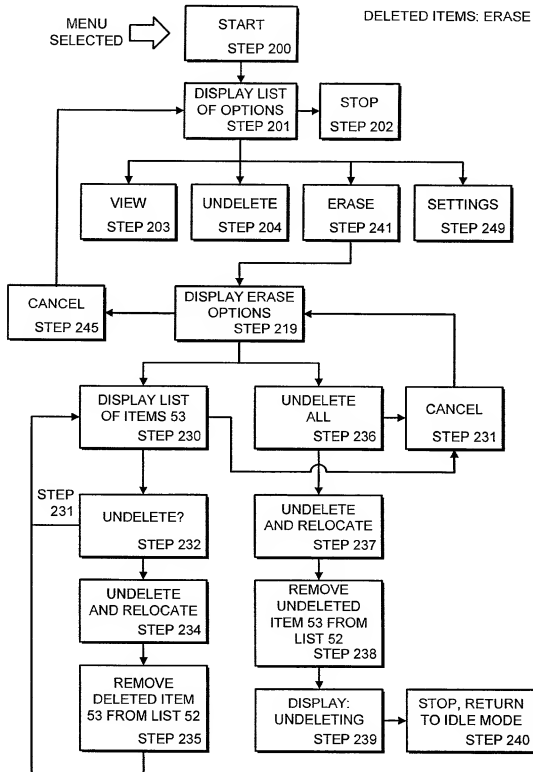 DELETED ITEMS: ERASE
MENU
SELECTED
START
STEP 200
DISPLAY LIST
OF OPTIONS
STEP 201
STOP
STEP 202
VIEW
STEP 203
UNDELETE
STEP 204
ERASE
STEP 241
SETTINGS
STEP 249
CANCEL
STEP 245
DISPLAY ERASE
OPTIONS
STEP 219
DISPLAY LIST
OF ITEMS 53
STEP 230
UNDELETE
ALL
STEP 236
CANCEL
STEP 231
STEP
231
UNDELETE?
STEP 232
UNDELETE
AND RELOCATE
STEP 237
UNDELETE
AND RELOCATE
STEP 234
REMOVE
UNDELETED
ITEM 53 FROM
LIST 52
STEP 238
REMOVE
DELETED ITEM
53 FROM LIST 52
STEP 235
DISPLAY:
UNDELETING
STEP 239
STOP, RETURN
TO IDLE MODE
STEP 240